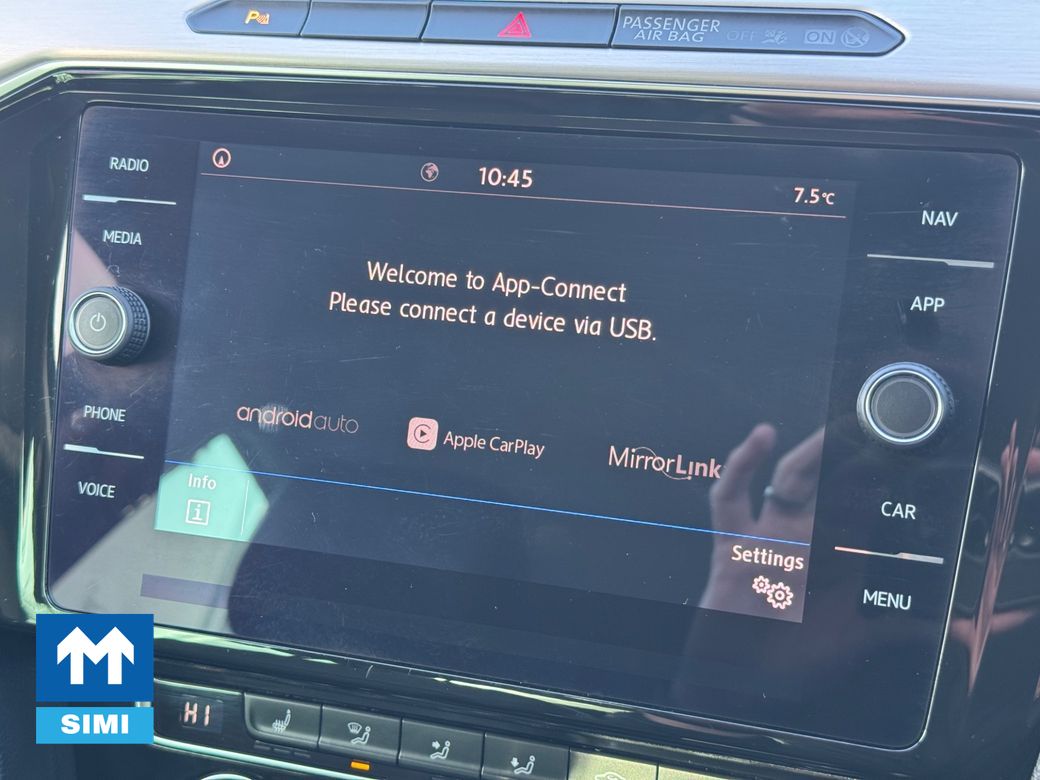 P
PASSENGER
AIR BAG OFF ON
RADIO
10:45
7.5°C
MEDIA
NAV
Welcome to App-Connect
Please connect a device via USB.
APP
PHONE
androidauto
Apple CarPlay
MirrorLink
VOICE
Info
i
CAR
Settings
MENU
HI
SIMI